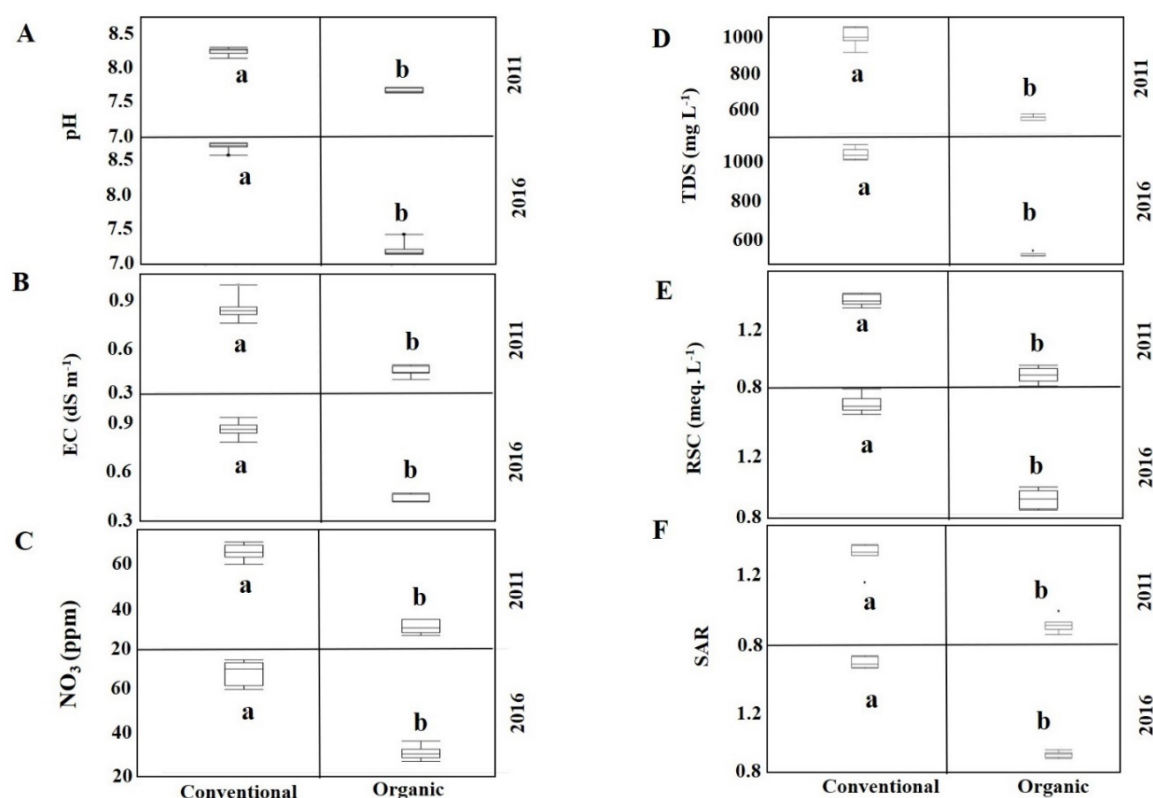 A
pH
8.5
8.0
7.5
7.0
a
b
2011
8.5
8.0
7.5
7.0
a
b
2016
B
EC (dS m⁻¹)
0.9
0.6
0.3
a
b
2011
0.9
0.6
0.3
a
b
2016
C
NO₃ (ppm)
60
40
20
a
b
2011
60
40
20
a
b
2016
Conventional Organic
D
TDS (mg L⁻¹)
1000
800
600
a
b
2011
1000
800
600
a
b
2016
E
RSC (meq. L⁻¹)
1.2
0.8
a
b
2011
1.2
0.8
a
b
2016
F
SAR
1.2
0.8
a
b
2011
1.2
0.8
a
b
2016
Conventional Organic